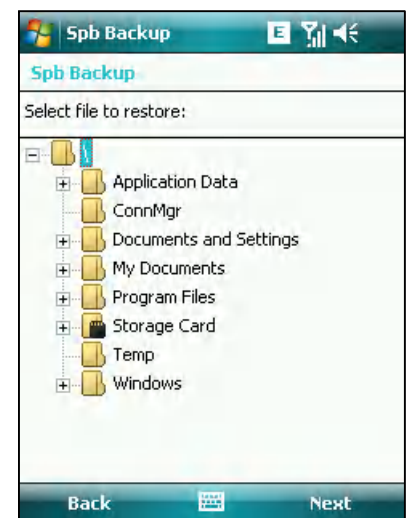 Spb Backup E
Spb Backup
Select file to restore:
\
Application Data
ConnMgr
Documents and Settings
My Documents
Program Files
Storage Card
Temp
Windows
Back Next